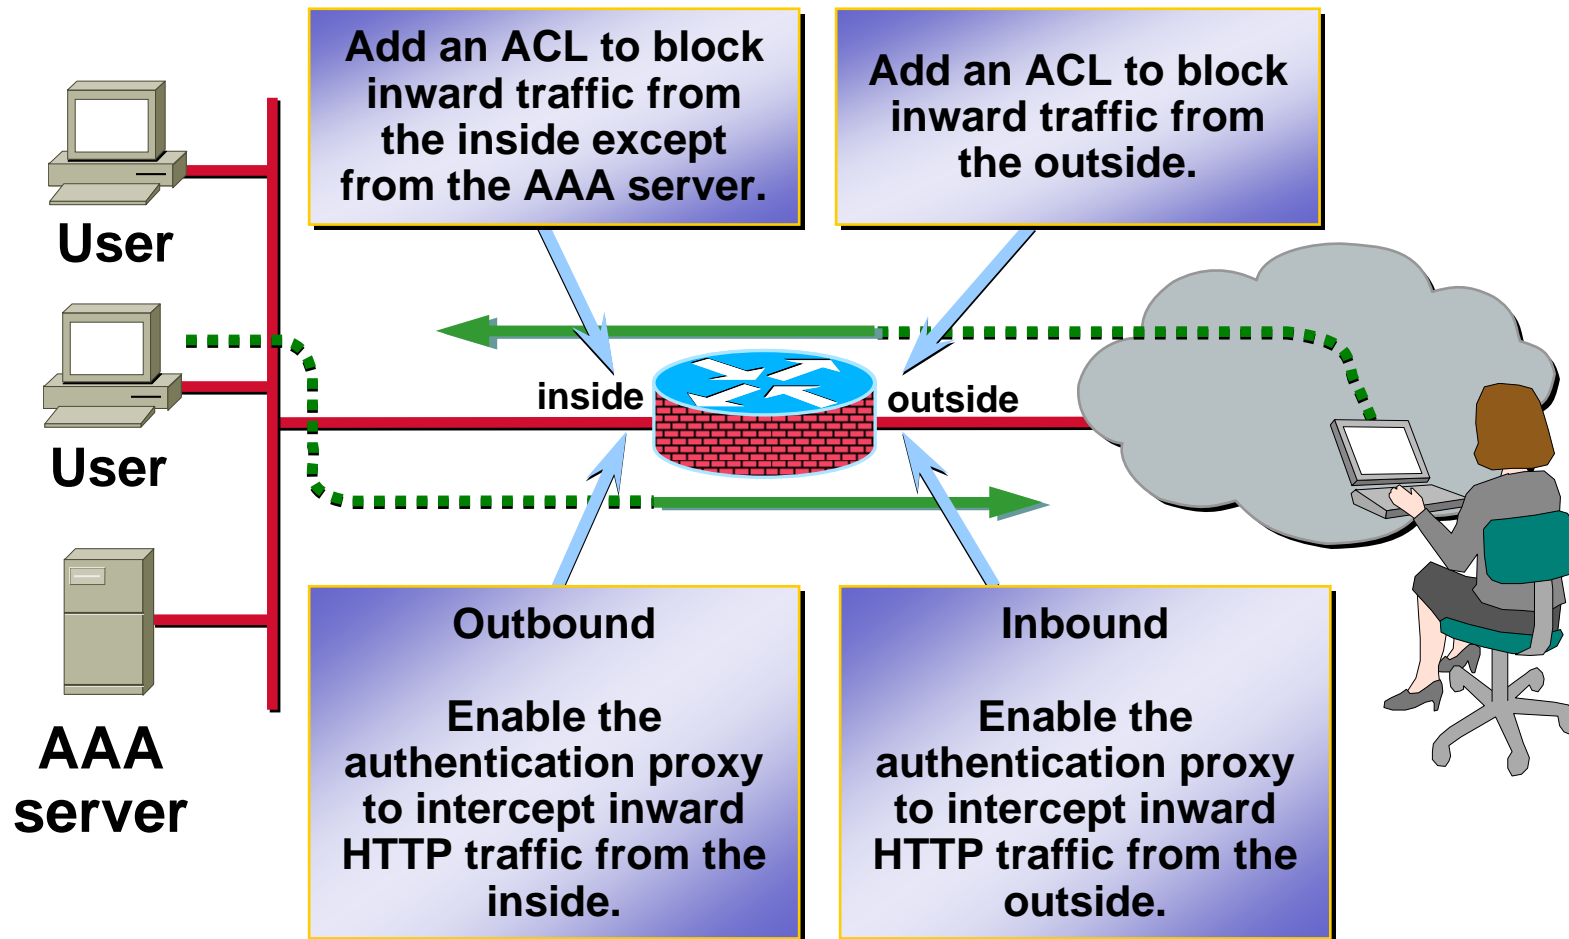 Add an ACL to block
inward traffic from
the inside except
from the AAA server.
Add an ACL to block
inward traffic from
the outside.
User
User
AAA
server
inside
outside
Outbound
Enable the
authentication proxy
to intercept inward
HTTP traffic from the
inside.
Inbound
Enable the
authentication proxy
to intercept inward
HTTP traffic from the
outside.